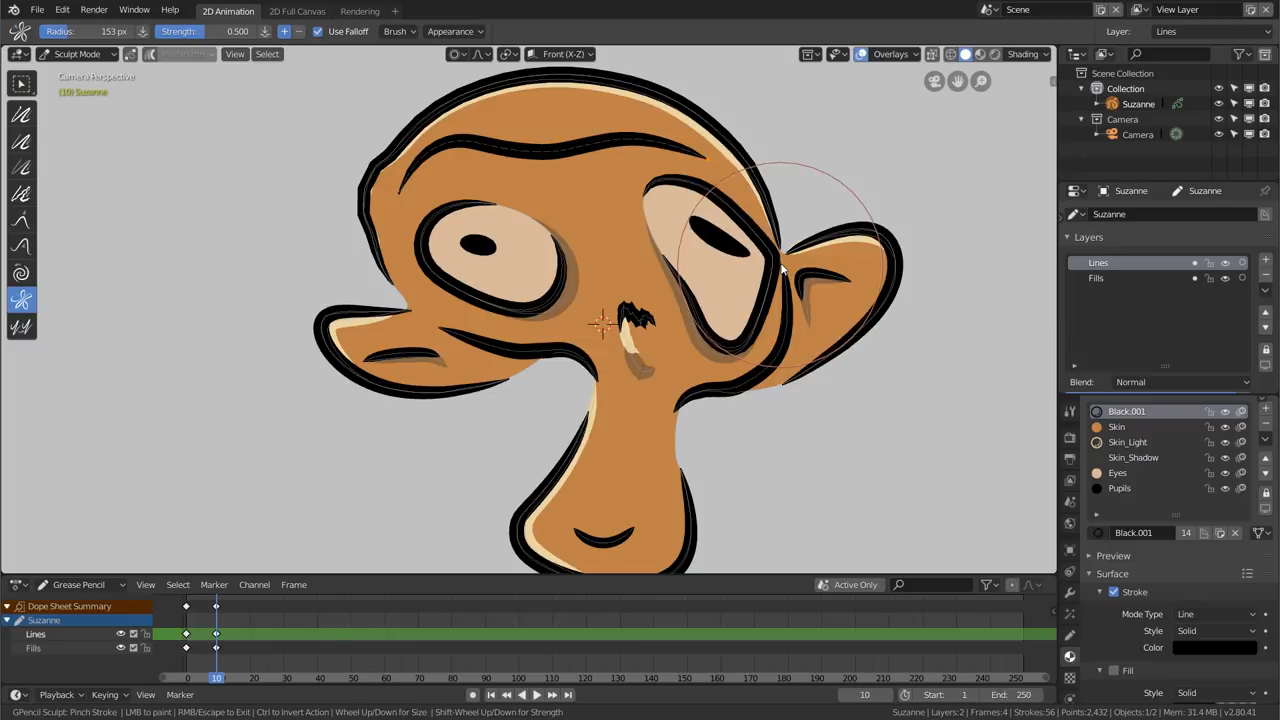 File Edit Render Window Help 2D Animation 2D Full Canvas Rendering + Scene View Layer
Radius: 153 px Strength: 0.500 + − Use Falloff Brush Appearance Layer: Lines
Sculpt Mode View Select Front (X-Z) Overlays Shading
Camera Perspective
(10) Suzanne
Scene Collection
Collection
Suzanne
Camera
Camera
Suzanne Suzanne
Suzanne
Layers
Lines
Fills
Blend: Normal
Black.001
Skin
Skin_Light
Skin_Shadow
Eyes
Pupils
Black.001 14
Preview
Surface
Stroke
Mode Type Line
Style Solid
Color
Fill
Style Solid
Grease Pencil View Select Marker Channel Frame Active Only
Dope Sheet Summary
Suzanne
Lines
Fills
0 10 20 30 40 50 60 70 80 90 100 110 120 130 140 150 160 170 180 190 200 210 220 230 240 250
Playback Keying View Marker 10 Start: 1 End: 250
GPencil Sculpt: Pinch Stroke | LMB to paint | RMB/Escape to Exit | Ctrl to Invert Action | Wheel Up/Down for Size | Shift-Wheel Up/Down for Strength Suzanne | Layers:2 | Frames:4 | Strokes:56 | Points:2,432 | Objects:1/2 | Mem: 31.4 MB | v2.80.41